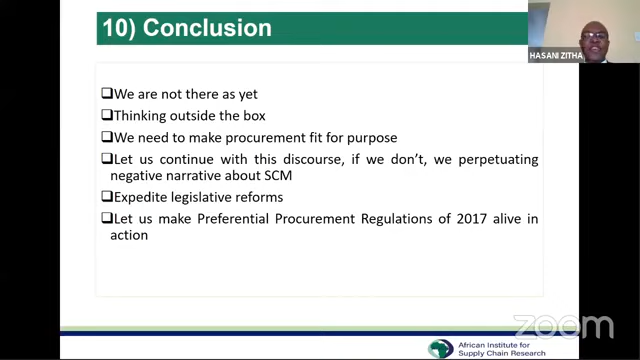 10) Conclusion
HASANI ZITHA
❑We are not there as yet
❑Thinking outside the box
❑We need to make procurement fit for purpose
❑Let us continue with this discourse, if we don't, we perpetuating
negative narrative about SCM
❑Expedite legislative reforms
❑Let us make Preferential Procurement Regulations of 2017 alive in
action
zoom
African Institute for
Supply Chain Research